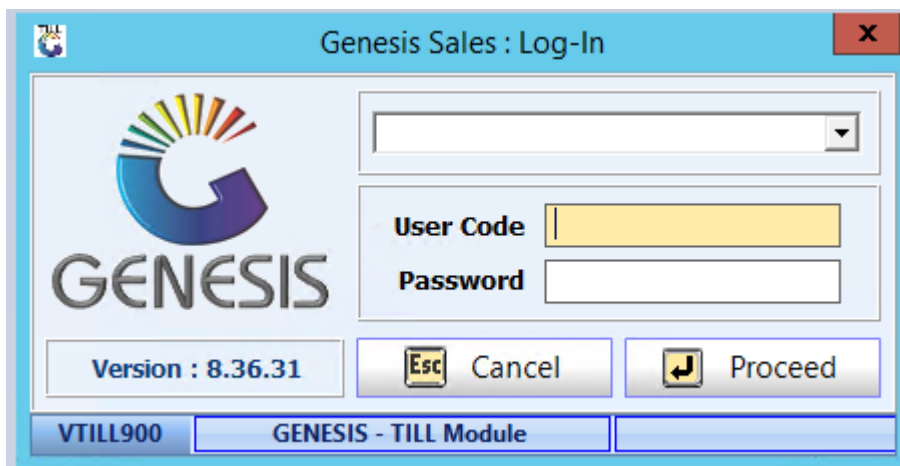 Genesis Sales : Log-In
x
User Code
Password
GENESIS
Version : 8.36.31
Esc Cancel
Proceed
VTILL900
GENESIS - TILL Module